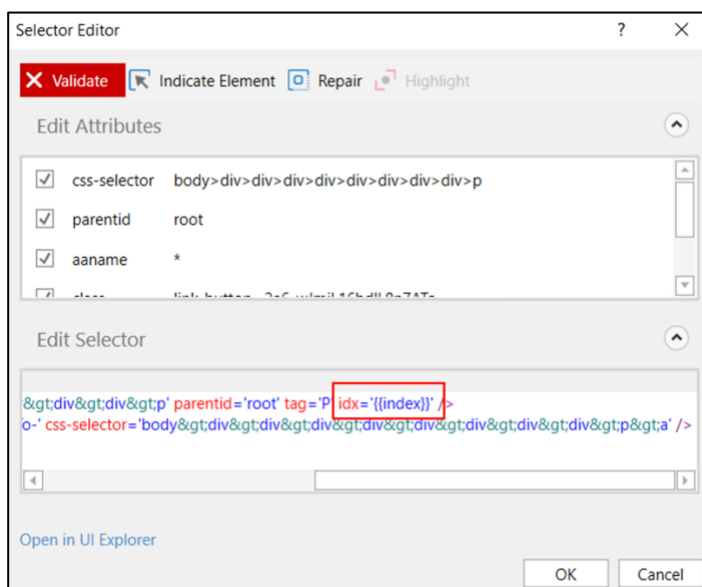 Selector Editor
? 
Validate Indicate Element Repair Highlight
Edit Attributes
css-selector body>div>div>div>div>div>div>div>div>p
parentid root
aaname *
Edit Selector
&gt;div&gt;div&gt;p' parentid='root' tag='P' idx='{{index}}' />
o-' css-selector='body&gt;div&gt;div&gt;div&gt;div&gt;div&gt;div&gt;div&gt;div&gt;p&gt;a' />
Open in UI Explorer
OK Cancel